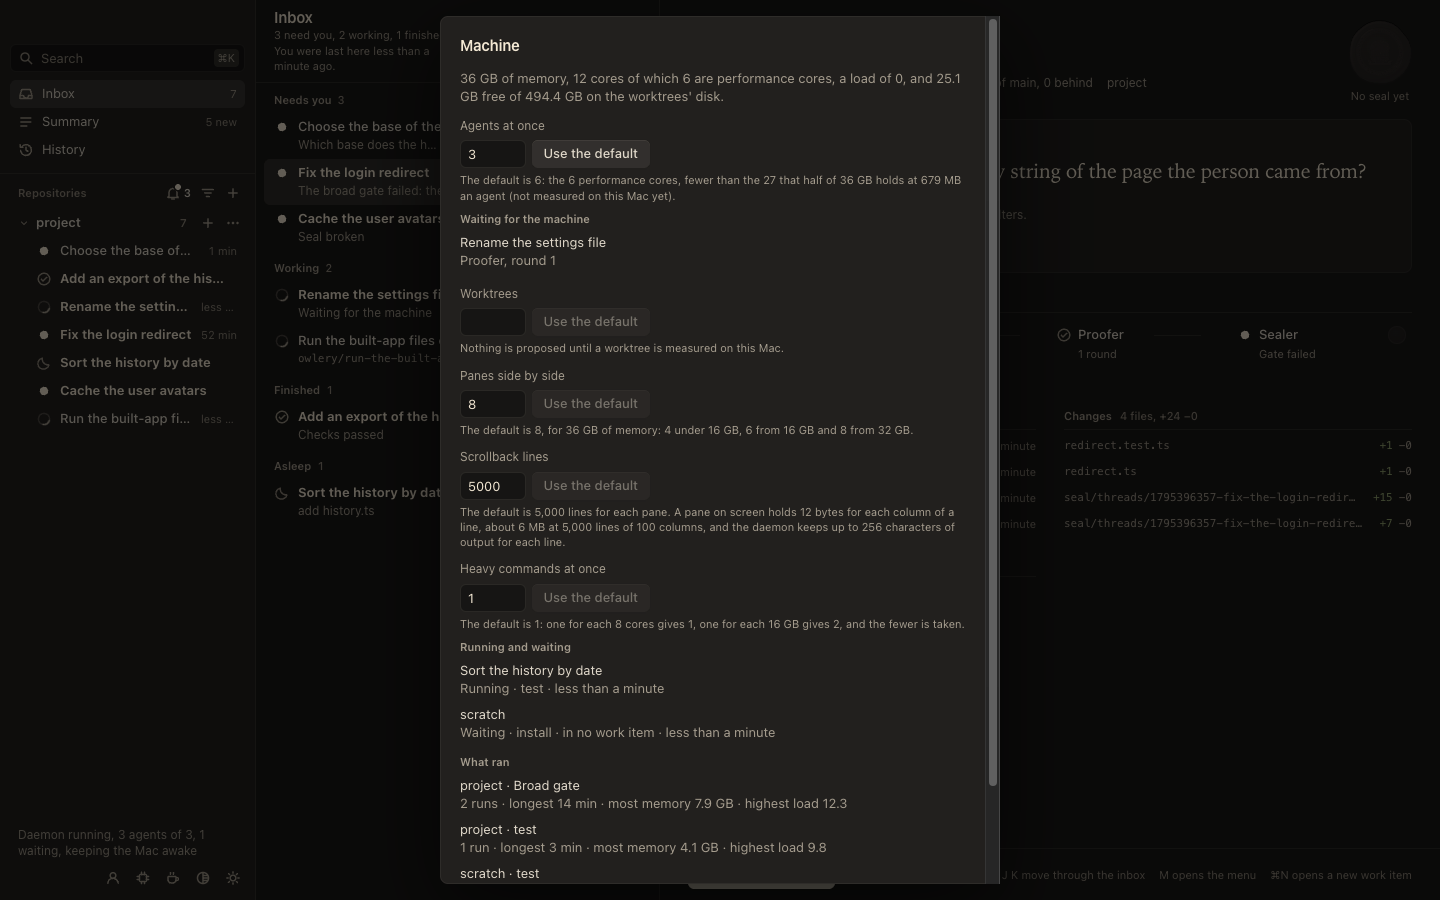 Search ⌘K
Inbox 7
Summary 5 new
History
Repositories 3
project 7
Choose the base of... 1 min
Add an export of the his...
Rename the settin... less ...
Fix the login redirect 52 min
Sort the history by date
Cache the user avatars
Run the built-app fi... less ...
Daemon running, 3 agents of 3, 1
waiting, keeping the Mac awake
Inbox
3 need you, 2 working, 1 finishe
You were last here less than a
minute ago.
Needs you 3
Choose the base of the
Which base does the h...
Fix the login redirect
The broad gate failed: the
Cache the user avatars
Seal broken
Working 2
Rename the settings fi
Waiting for the machine
Run the built-app files
owlery/run-the-built-a
Finished 1
Add an export of the h
Checks passed
Asleep 1
Sort the history by dat
add history.ts
Machine
36 GB of memory, 12 cores of which 6 are performance cores, a load of 0, and 25.1
GB free of 494.4 GB on the worktrees' disk.
Agents at once
3 Use the default
The default is 6: the 6 performance cores, fewer than the 27 that half of 36 GB holds at 679 MB
an agent (not measured on this Mac yet).
Waiting for the machine
Rename the settings file
Proofer, round 1
Worktrees
Use the default
Nothing is proposed until a worktree is measured on this Mac.
Panes side by side
8 Use the default
The default is 8, for 36 GB of memory: 4 under 16 GB, 6 from 16 GB and 8 from 32 GB.
Scrollback lines
5000 Use the default
The default is 5,000 lines for each pane. A pane on screen holds 12 bytes for each column of a
line, about 6 MB at 5,000 lines of 100 columns, and the daemon keeps up to 256 characters of
output for each line.
Heavy commands at once
1 Use the default
The default is 1: one for each 8 cores gives 1, one for each 16 GB gives 2, and the fewer is taken.
Running and waiting
Sort the history by date
Running · test · less than a minute
scratch
Waiting · install · in no work item · less than a minute
What ran
project · Broad gate
2 runs · longest 14 min · most memory 7.9 GB · highest load 12.3
project · test
1 run · longest 3 min · most memory 4.1 GB · highest load 9.8
scratch · test
of main, 0 behind project
No seal yet
y string of the page the person came from?
ters.
Proofer
1 round
Sealer
Gate failed
Changes 4 files, +24 −0
minute redirect.test.ts +1 −0
minute redirect.ts +1 −0
minute seal/threads/1795396357-fix-the-login-redir… +15 −0
minute seal/threads/1795396357-fix-the-login-redire… +7 −0
J K move through the inbox M opens the menu ⌘N opens a new work item